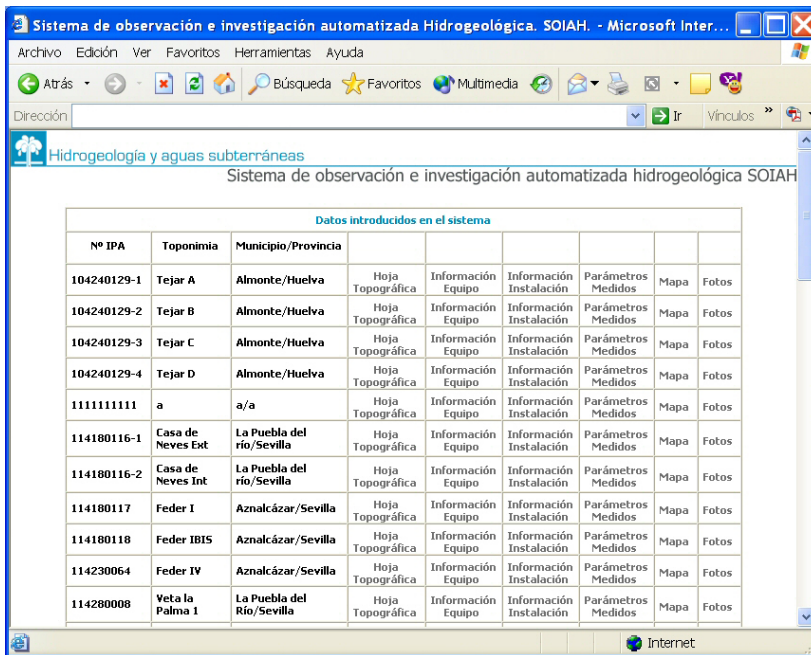 Sistema de observación e investigación automatizada Hidrogeológica. SOIAH. - Microsoft Inter...
Archivo Edición Ver Favoritos Herramientas Ayuda
Atrás Búsqueda Favoritos Multimedia
Dirección Ir Vínculos »
Hidrogeología y aguas subterráneas
Sistema de observación e investigación automatizada hidrogeológica SOIAH
Datos introducidos en el sistema
Nº IPA Toponimia Municipio/Provincia
104240129-1 Tejar A Almonte/Huelva Hoja Topográfica Información Equipo Información Instalación Parámetros Medidos Mapa Fotos
104240129-2 Tejar B Almonte/Huelva Hoja Topográfica Información Equipo Información Instalación Parámetros Medidos Mapa Fotos
104240129-3 Tejar C Almonte/Huelva Hoja Topográfica Información Equipo Información Instalación Parámetros Medidos Mapa Fotos
104240129-4 Tejar D Almonte/Huelva Hoja Topográfica Información Equipo Información Instalación Parámetros Medidos Mapa Fotos
1111111111 a a/a Hoja Topográfica Información Equipo Información Instalación Parámetros Medidos Mapa Fotos
114180116-1 Casa de Neves Ext La Puebla del río/Sevilla Hoja Topográfica Información Equipo Información Instalación Parámetros Medidos Mapa Fotos
114180116-2 Casa de Neves Int La Puebla del río/Sevilla Hoja Topográfica Información Equipo Información Instalación Parámetros Medidos Mapa Fotos
114180117 Feder I Aznalcázar/Sevilla Hoja Topográfica Información Equipo Información Instalación Parámetros Medidos Mapa Fotos
114180118 Feder IBIS Aznalcázar/Sevilla Hoja Topográfica Información Equipo Información Instalación Parámetros Medidos Mapa Fotos
114230064 Feder IV Aznalcázar/Sevilla Hoja Topográfica Información Equipo Información Instalación Parámetros Medidos Mapa Fotos
114280008 Veta la Palma 1 La Puebla del Río/Sevilla Hoja Topográfica Información Equipo Información Instalación Parámetros Medidos Mapa Fotos
Internet